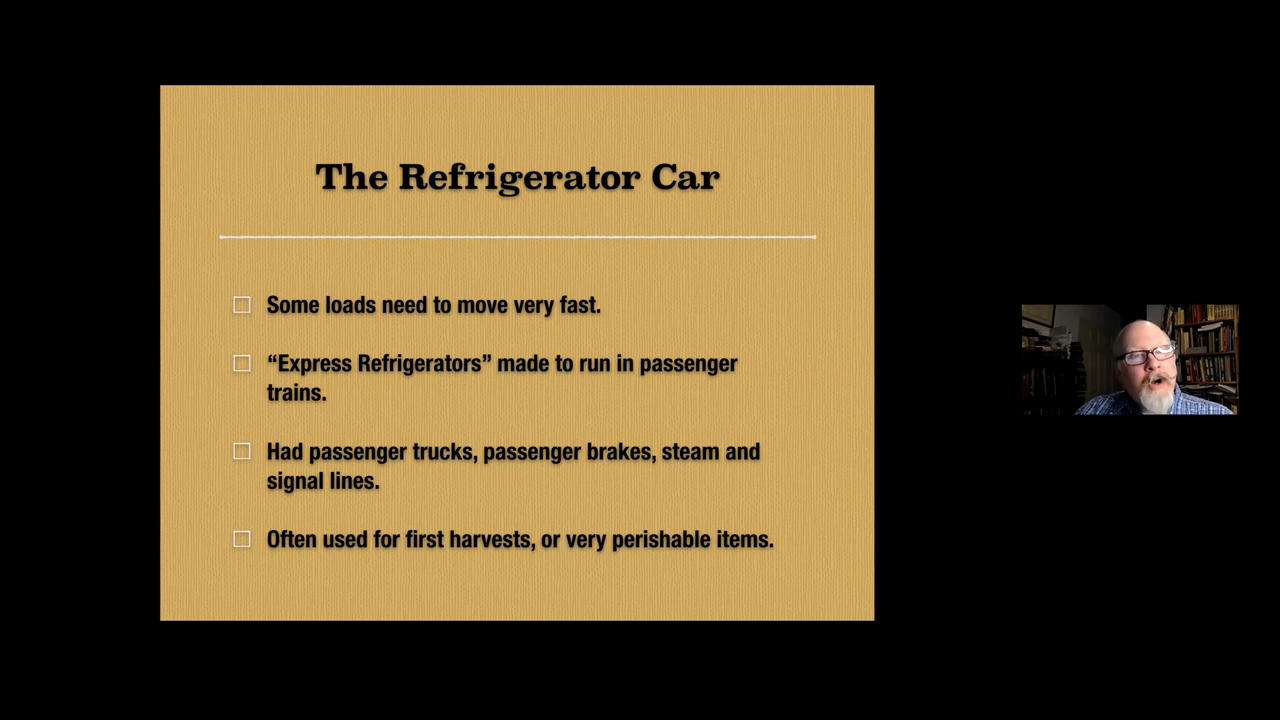 The Refrigerator Car
Some loads need to move very fast.
“Express Refrigerators” made to run in passenger
trains.
Had passenger trucks, passenger brakes, steam and
signal lines.
Often used for first harvests, or very perishable items.